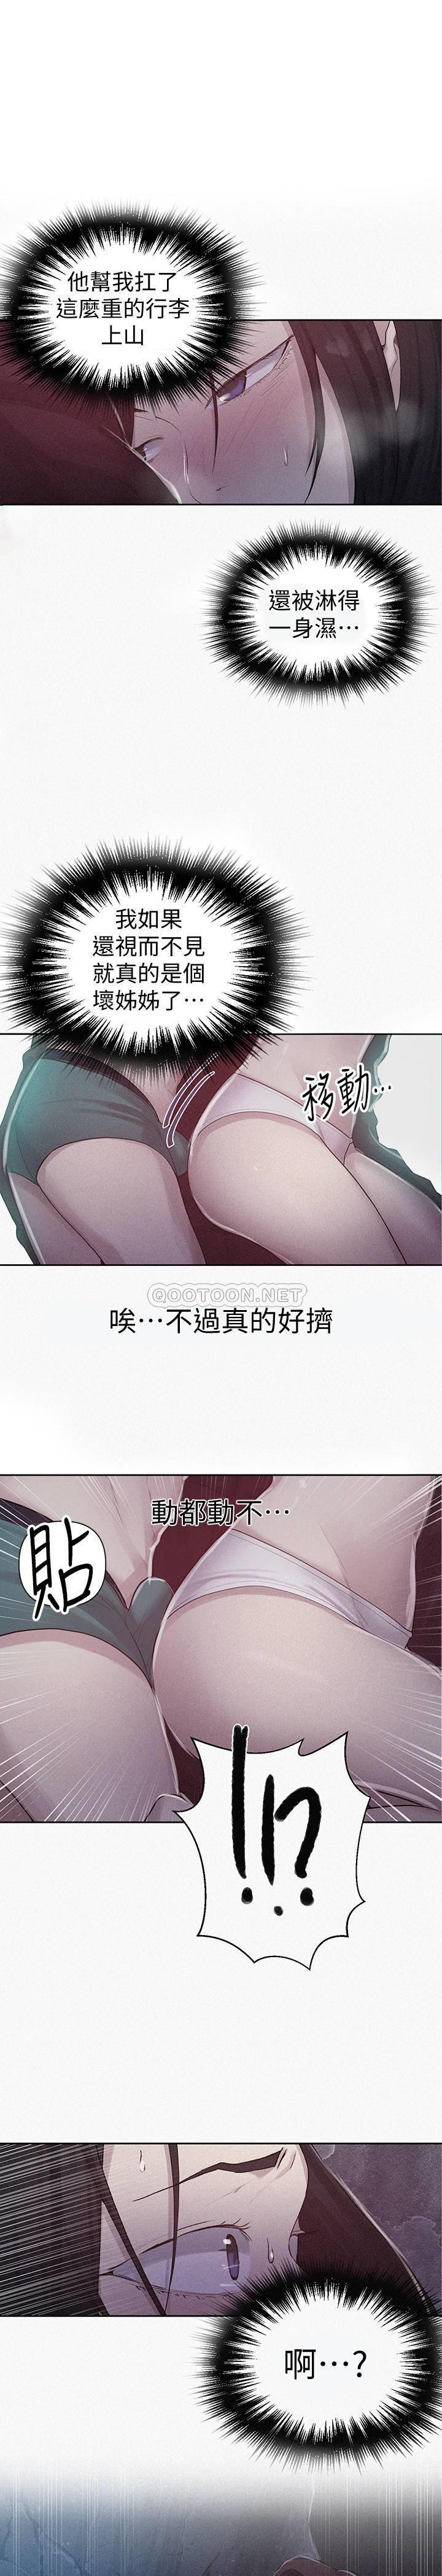 他幫我扛了
這麼重的行李
上山
還被淋得
一身濕⋯
我如果
還視而不見
就真的是個
壞姊姊了⋯
移動…
QOOTOON.NET
唉⋯不過真的好擠
動都動不⋯
貼
!!?
啊⋯?